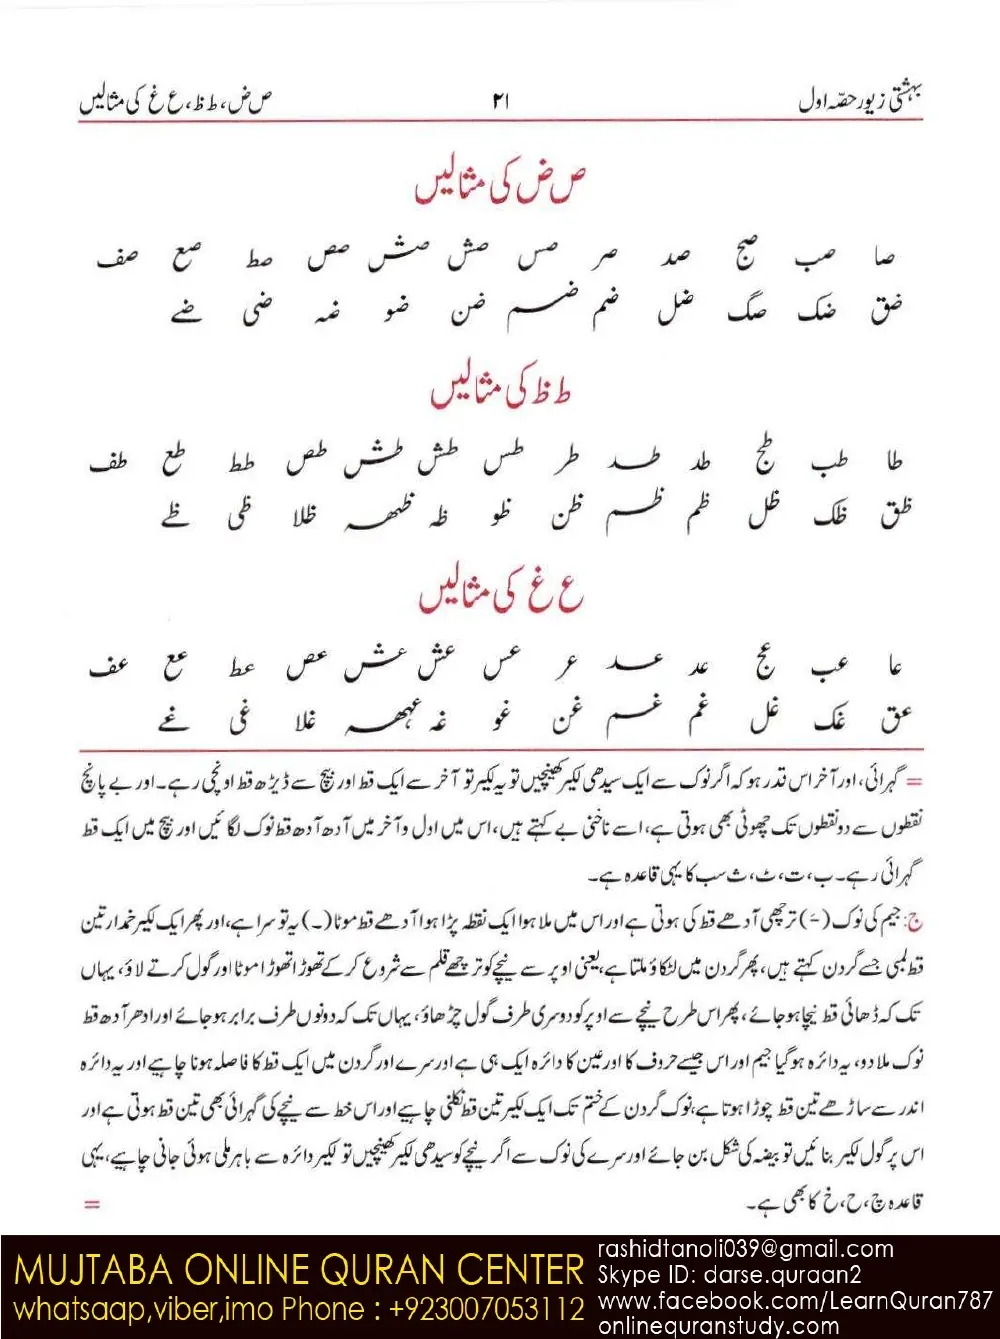 بہشتی زیور حصّہ اول ۲۱ ص ض، ط ظ، ع غ کی مثالیں
ص ض کی مثالیں
صا صب صج صد صر صس صش صش صص صط صع صف
ضق ضک صگ ضل ضم ضم ضن ضو ضہ ضی ضے
ط ظ کی مثالیں
طا طب طج طد طد طر طس طش طش طص طط طع طف
ظق ظک ظل ظم ظم ظن ظو ظہ ظھ ظلا ظی ظے
ع غ کی مثالیں
عا عب عج عد عد عر عس عش عش عص عط عع عف
عق غک غل غم غم غن غو غہ غلا غی غے
= گہرائی، اور آخر اس قدر ہو کہ اگر نوک سے ایک سیدھی لکیر کھینچیں تو یہ لکیر تو آخر سے ایک قط اور بیچ سے ڈیڑھ قط اونچی رہے۔ اور بے پانچ
نقطوں سے دو نقطوں تک چھوٹی بھی ہوتی ہے، اسے ناخنی بے کہتے ہیں، اس میں اول و آخر میں آدھ آدھ قط نوک لگائیں اور بیچ میں ایک قط
گہرائی رہے۔ ب، ت، ٹ، ث سب کا یہی قاعدہ ہے۔
ج: جیم کی نوک ترچھی آدھے قط کی ہوتی ہے اور اس میں ملا ہوا ایک نقطہ پڑا ہوا آدھے قط موٹا یہ تو سرا ہے، اور پھر ایک لکیر خمدار تین
قط لمبی جسے گردن کہتے ہیں، پھر گردن میں لٹکاؤ ملتا ہے، یعنی اوپر سے نیچے کو ترچھے قلم سے شروع کر کے تھوڑا تھوڑا موٹا اور گول کرتے لاؤ، یہاں
تک کہ ڈھائی قط نیچا ہو جائے، پھر اس طرح نیچے سے اوپر کو دوسری طرف گول چڑھاؤ، یہاں تک کہ دونوں طرف برابر ہو جائے اور ادھر آدھ قط
نوک ملا دو، یہ دائرہ ہو گیا جیم اور اس جیسے حروف کا اور عین کا دائرہ ایک ہی ہے اور سرے اور گردن میں ایک قط کا فاصلہ ہونا چاہیے اور یہ دائرہ
اندر سے ساڑھے تین قط چوڑا ہوتا ہے، نوک گردن کے ختم تک ایک لکیر تین قط نکلنی چاہیے اور اس خط سے نیچے کی گہرائی بھی تین قط ہوتی ہے اور
اس پر گول لکیر بنائیں تو بیضہ کی شکل بن جائے اور سرے کی نوک سے اگر نیچے کو سیدھی لکیر کھینچیں تو لکیر دائرہ سے باہر ملی ہوئی جانی چاہیے، یہی
قاعدہ چ، ح، خ کا بھی ہے۔ =
MUJTABA ONLINE QURAN CENTER
whatsaap,viber,imo Phone : +923007053112
rashidtanoli039@gmail.com
Skype ID: darse.quraan2
www.facebook.com/LearnQuran787
onlinequranstudy.com